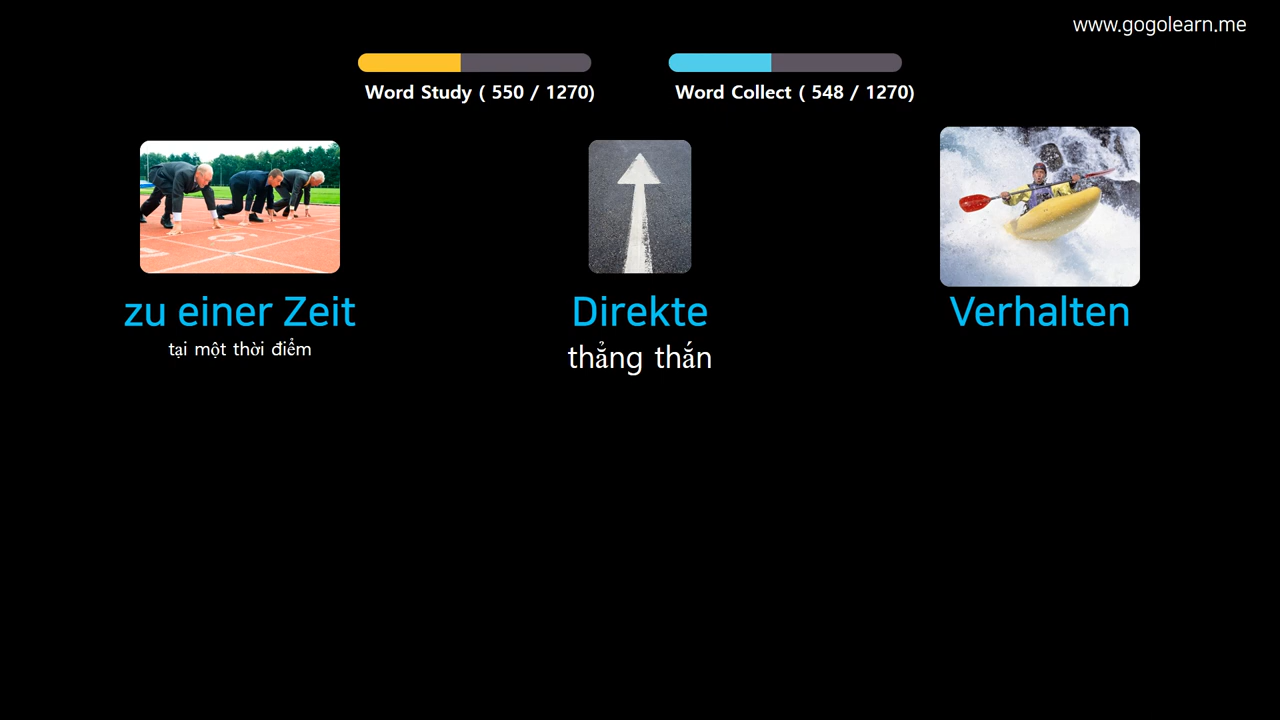 www.gogolearn.me
Word Study ( 550 / 1270)
Word Collect ( 548 / 1270)
zu einer Zeit
tại một thời điểm
Direkte
thẳng thắn
Verhalten